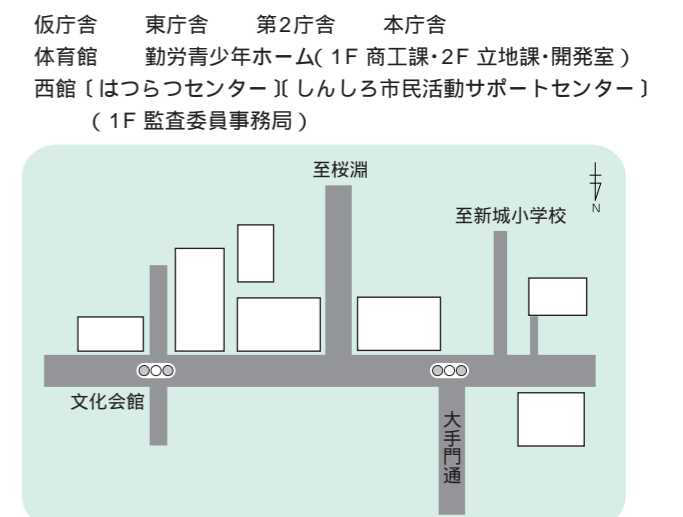 仮庁舎　東庁舎　第2庁舎　本庁舎
体育館　勤労青少年ホーム(1F 商工課・2F 立地課・開発室)
西館〔はつらつセンター〕〔しんしろ市民活動サポートセンター〕
(1F 監査委員事務局)
至桜淵
N
至新城小学校
文化会館
大手門通